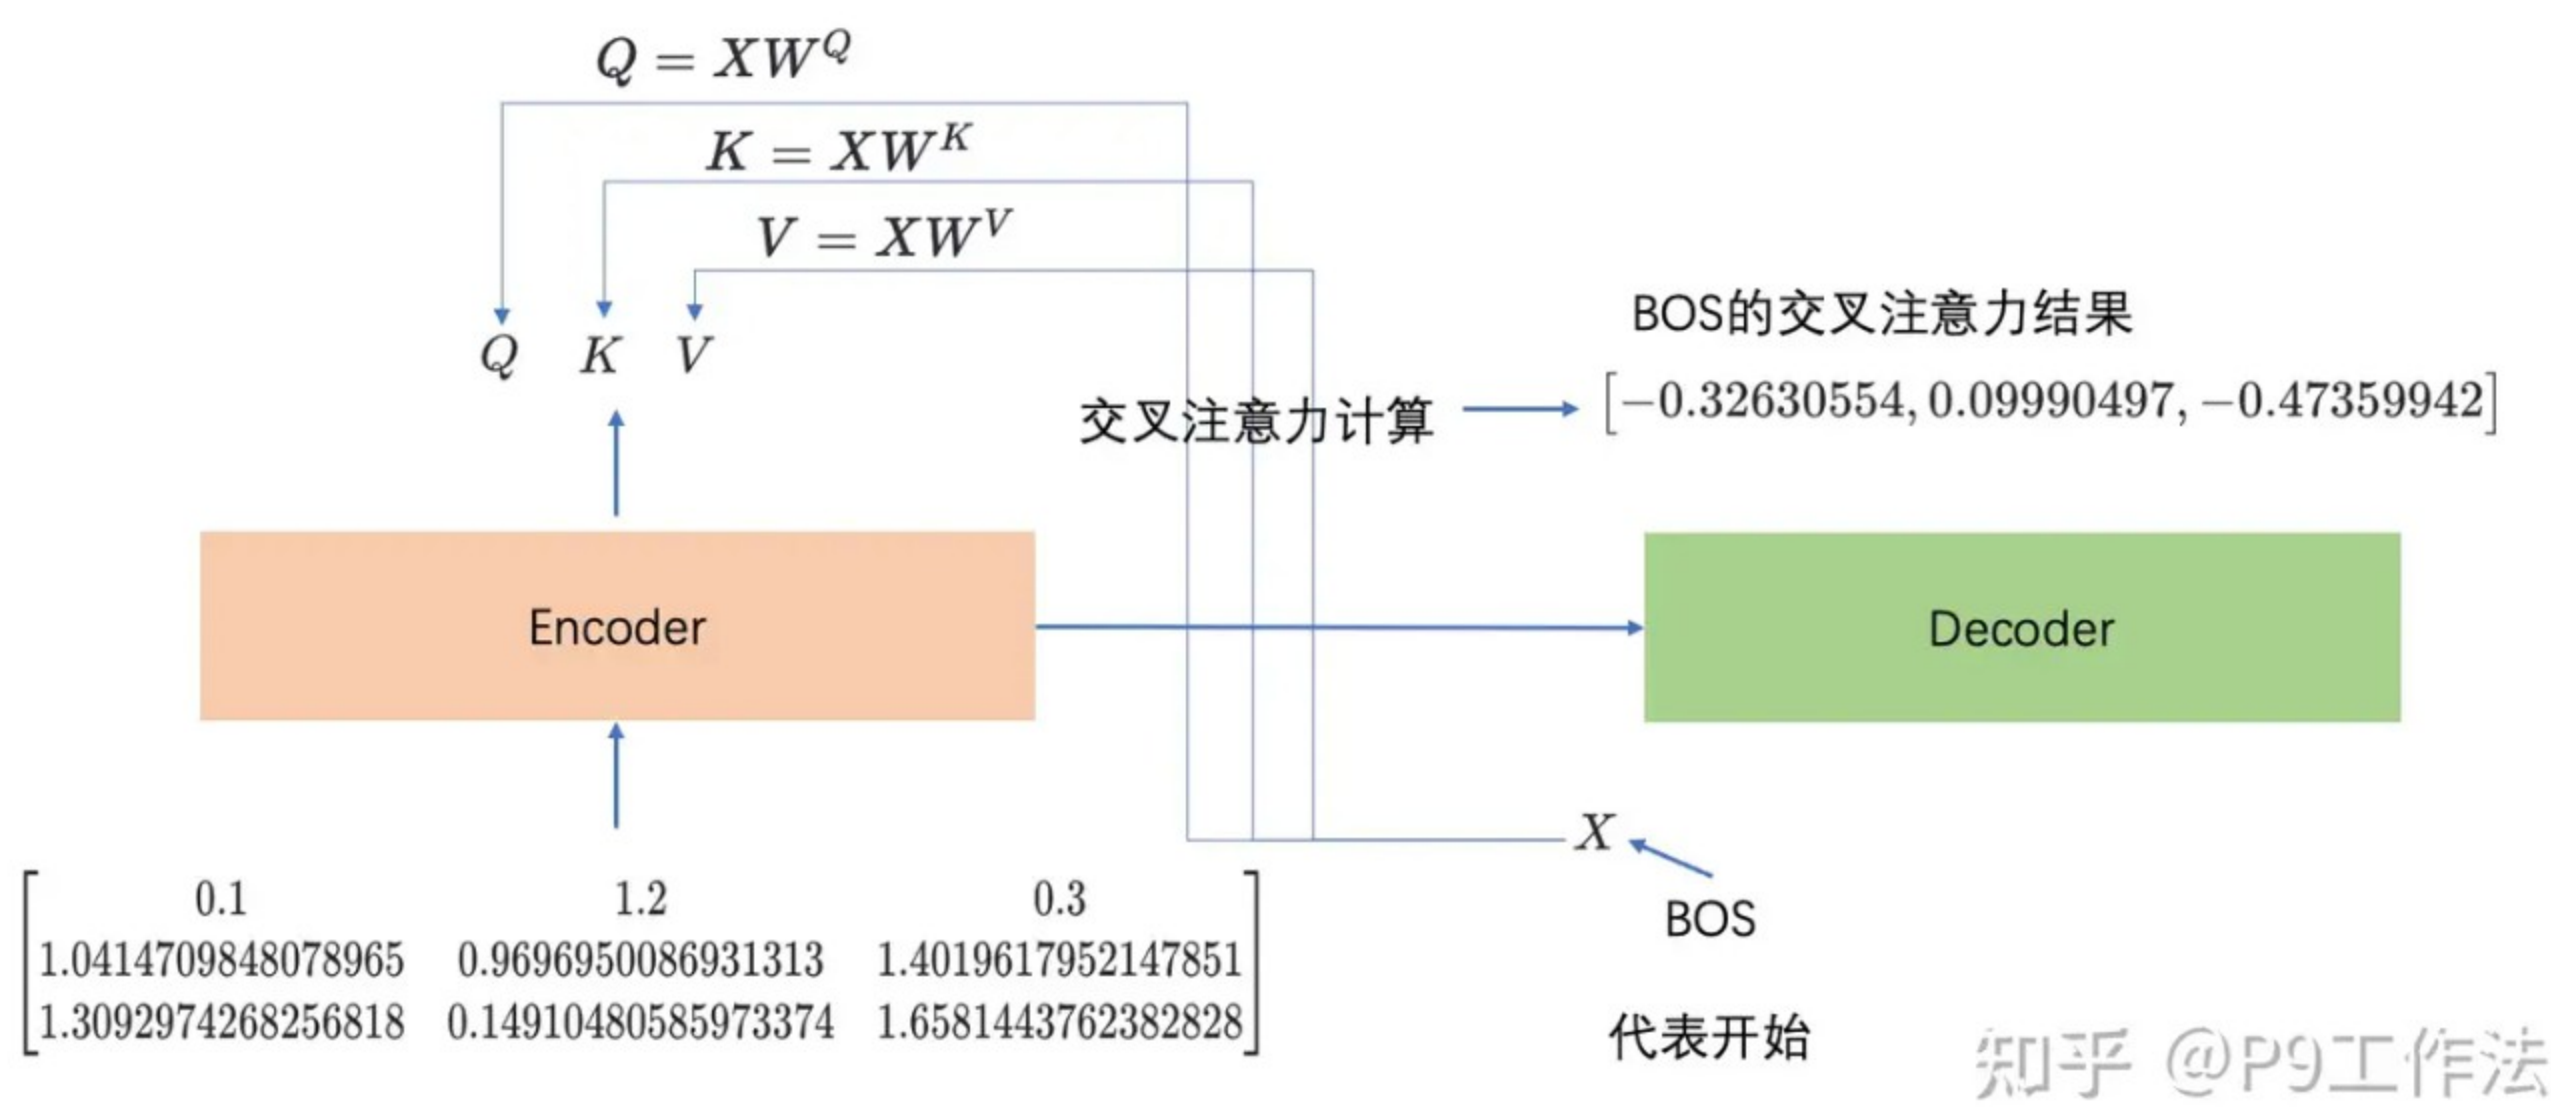 Q = XW^Q
K = XW^K
V = XW^V
Q K V
BOS的交叉注意力结果
交叉注意力计算
[−0.32630554, 0.09990497, −0.47359942]
Encoder
Decoder
X
BOS
代表开始
0.1 1.2 0.3
1.0414709848078965 0.9696950086931313 1.4019617952147851
1.3092974268256818 0.14910480585973374 1.6581443762382828
知乎 @P9工作法